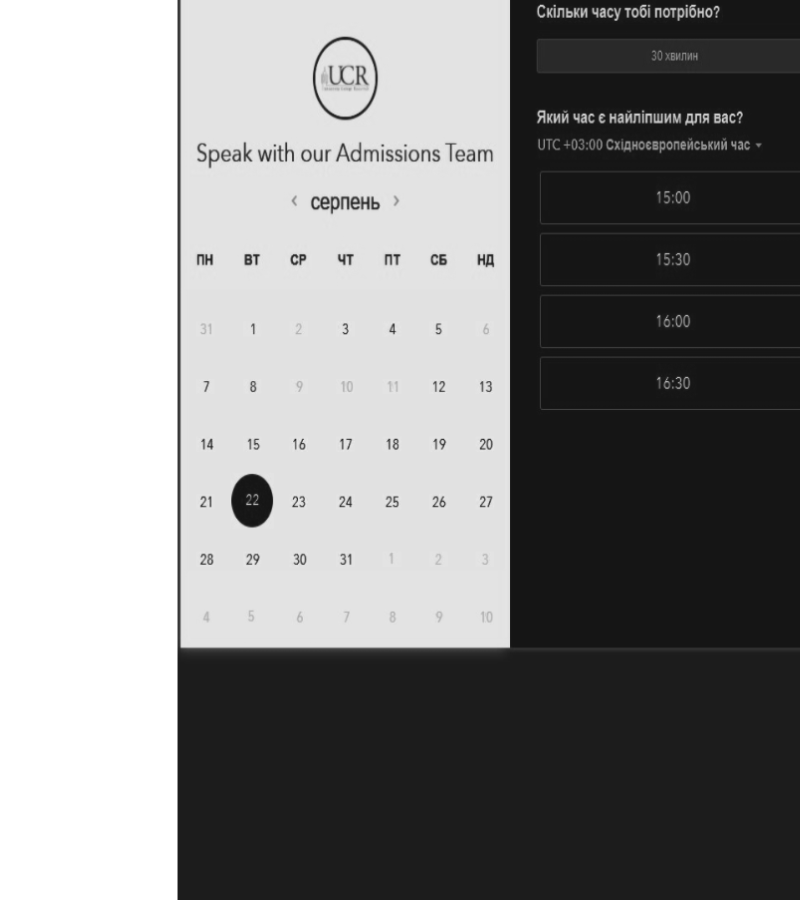 UCR
Speak with our Admissions Team
‹ серпень ›
ПН ВТ СР ЧТ ПТ СБ НД
31 1 2 3 4 5 6
7 8 9 10 11 12 13
14 15 16 17 18 19 20
21 22 23 24 25 26 27
28 29 30 31 1 2 3
4 5 6 7 8 9 10
Скільки часу тобі потрібно?
30 хвилин
Який час є найліпшим для вас?
UTC +03:00 Східноєвропейський час
15:00
15:30
16:00
16:30